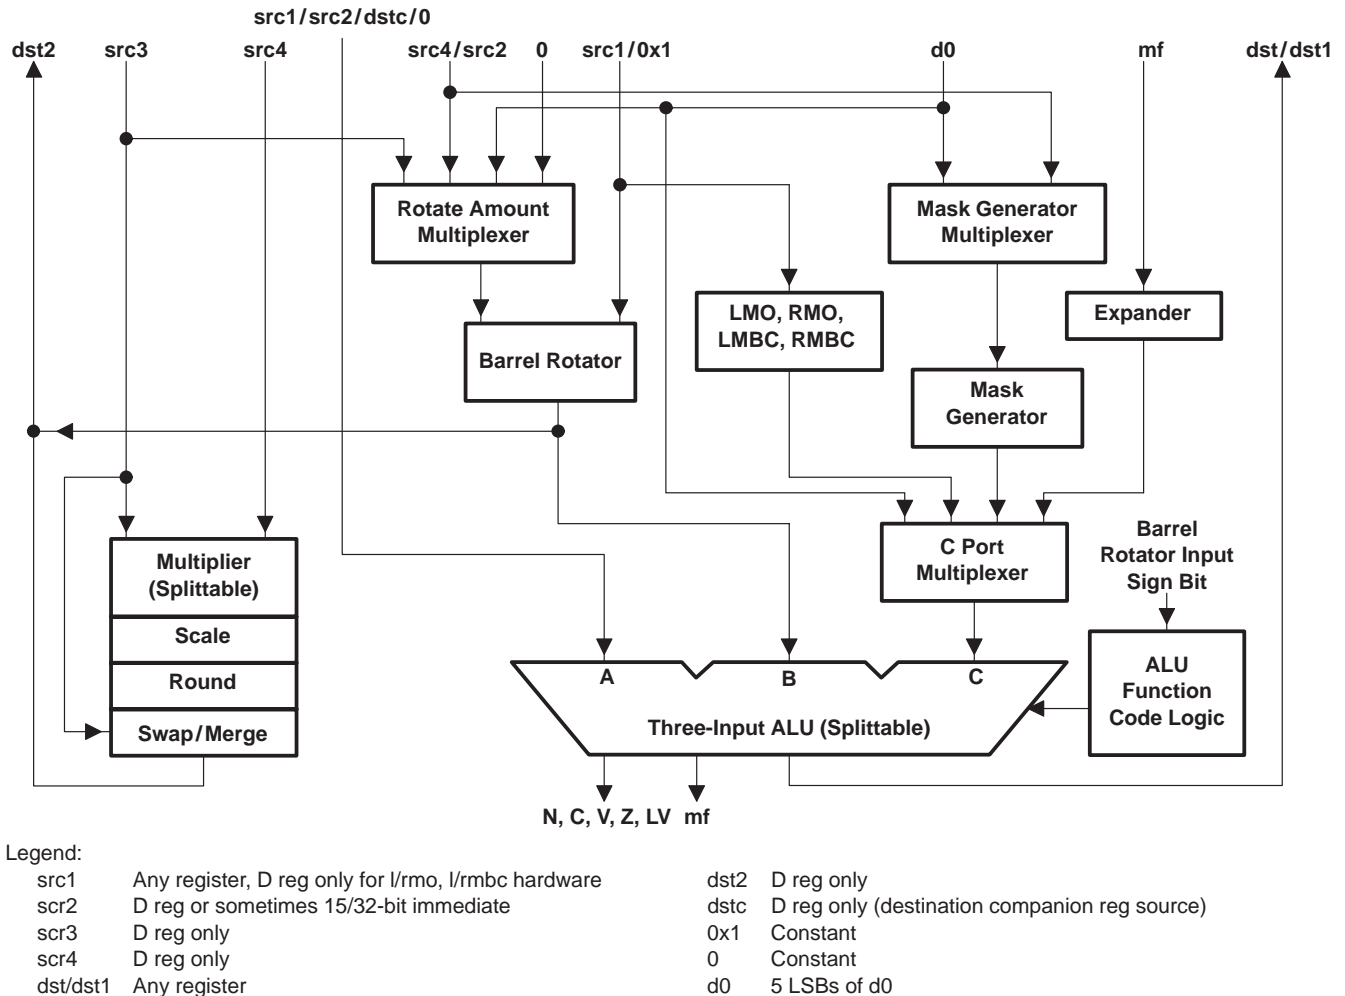 src1/src2/dstc/0
dst2 src3 src4 src4/src2 0 src1/0x1 d0 mf dst/dst1
Rotate Amount
Multiplexer
Mask Generator
Multiplexer
LMO, RMO,
LMBC, RMBC
Expander
Barrel Rotator
Mask
Generator
Multiplier
(Splittable)
Scale
Round
Swap/Merge
C Port
Multiplexer
Barrel
Rotator Input
Sign Bit
A B C
Three-Input ALU (Splittable)
ALU
Function
Code Logic
N, C, V, Z, LV mf
Legend:
src1 Any register, D reg only for l/rmo, l/rmbc hardware
scr2 D reg or sometimes 15/32-bit immediate
scr3 D reg only
scr4 D reg only
dst/dst1 Any register
dst2 D reg only
dstc D reg only (destination companion reg source)
0x1 Constant
0 Constant
d0 5 LSBs of d0